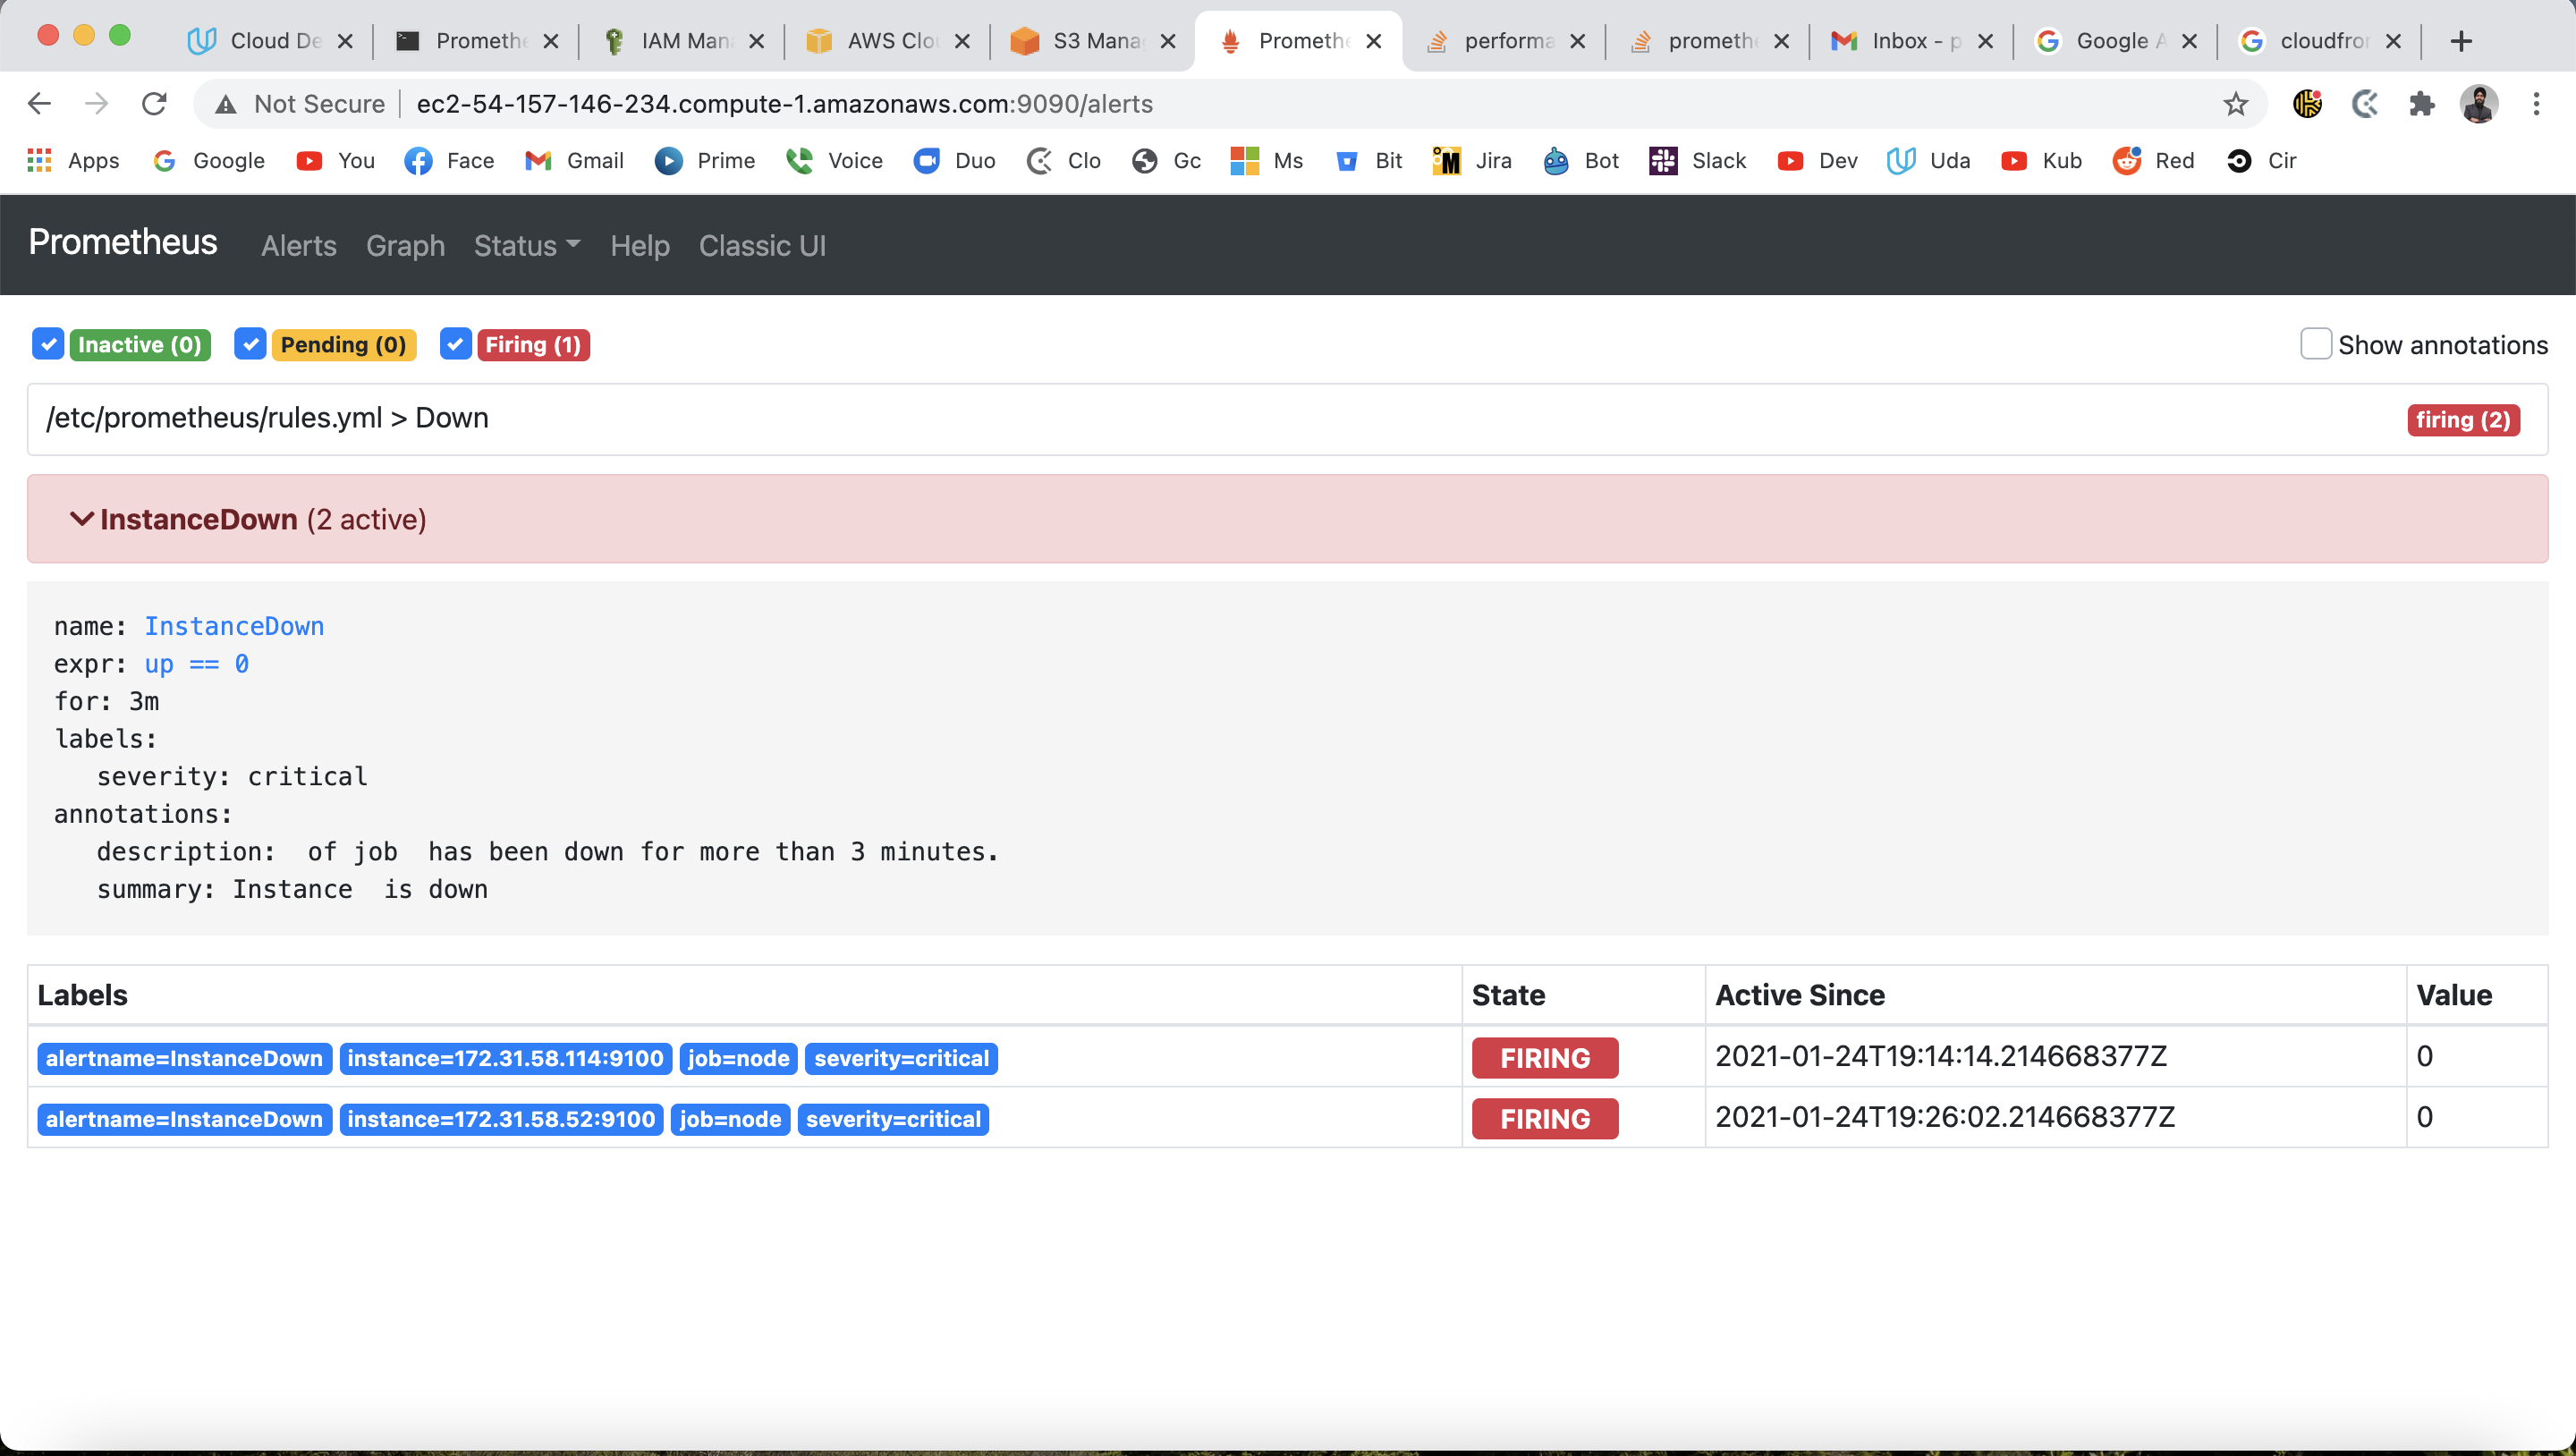 Cloud De
Promethe
IAM Man
AWS Clou
S3 Mana
Promethe
performa
promethe
Inbox - p
Google A
cloudfror
Not Secure
ec2-54-157-146-234.compute-1.amazonaws.com:9090/alerts
Apps Google You Face Gmail Prime Voice Duo Clo Gc Ms Bit Jira Bot Slack Dev Uda Kub Red Cir
Prometheus Alerts Graph Status Help Classic UI
Inactive (0) Pending (0) Firing (1) Show annotations
/etc/prometheus/rules.yml > Down firing (2)
InstanceDown (2 active)
name: InstanceDown
expr: up == 0
for: 3m
labels:
severity: critical
annotations:
description:  of job  has been down for more than 3 minutes.
summary: Instance  is down
Labels State Active Since Value
alertname=InstanceDown instance=172.31.58.114:9100 job=node severity=critical FIRING 2021-01-24T19:14:14.214668377Z 0
alertname=InstanceDown instance=172.31.58.52:9100 job=node severity=critical FIRING 2021-01-24T19:26:02.214668377Z 0